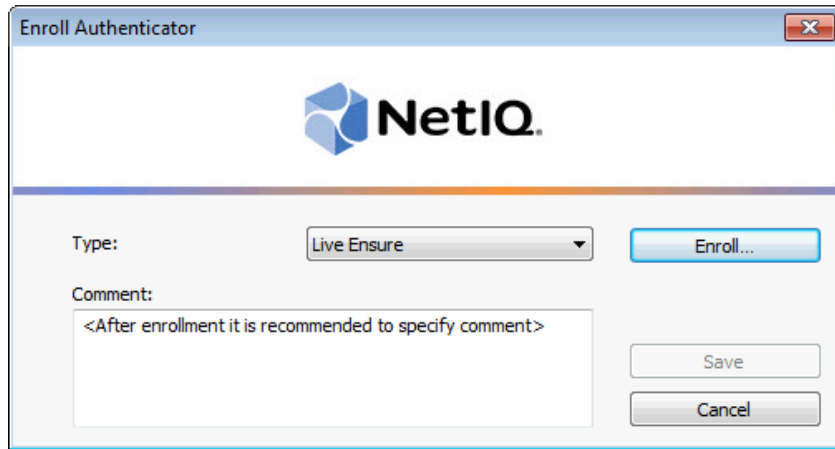 Enroll Authenticator
NetIQ.
Type:
Live Ensure
Enroll...
Comment:
<After enrollment it is recommended to specify comment>
Save
Cancel